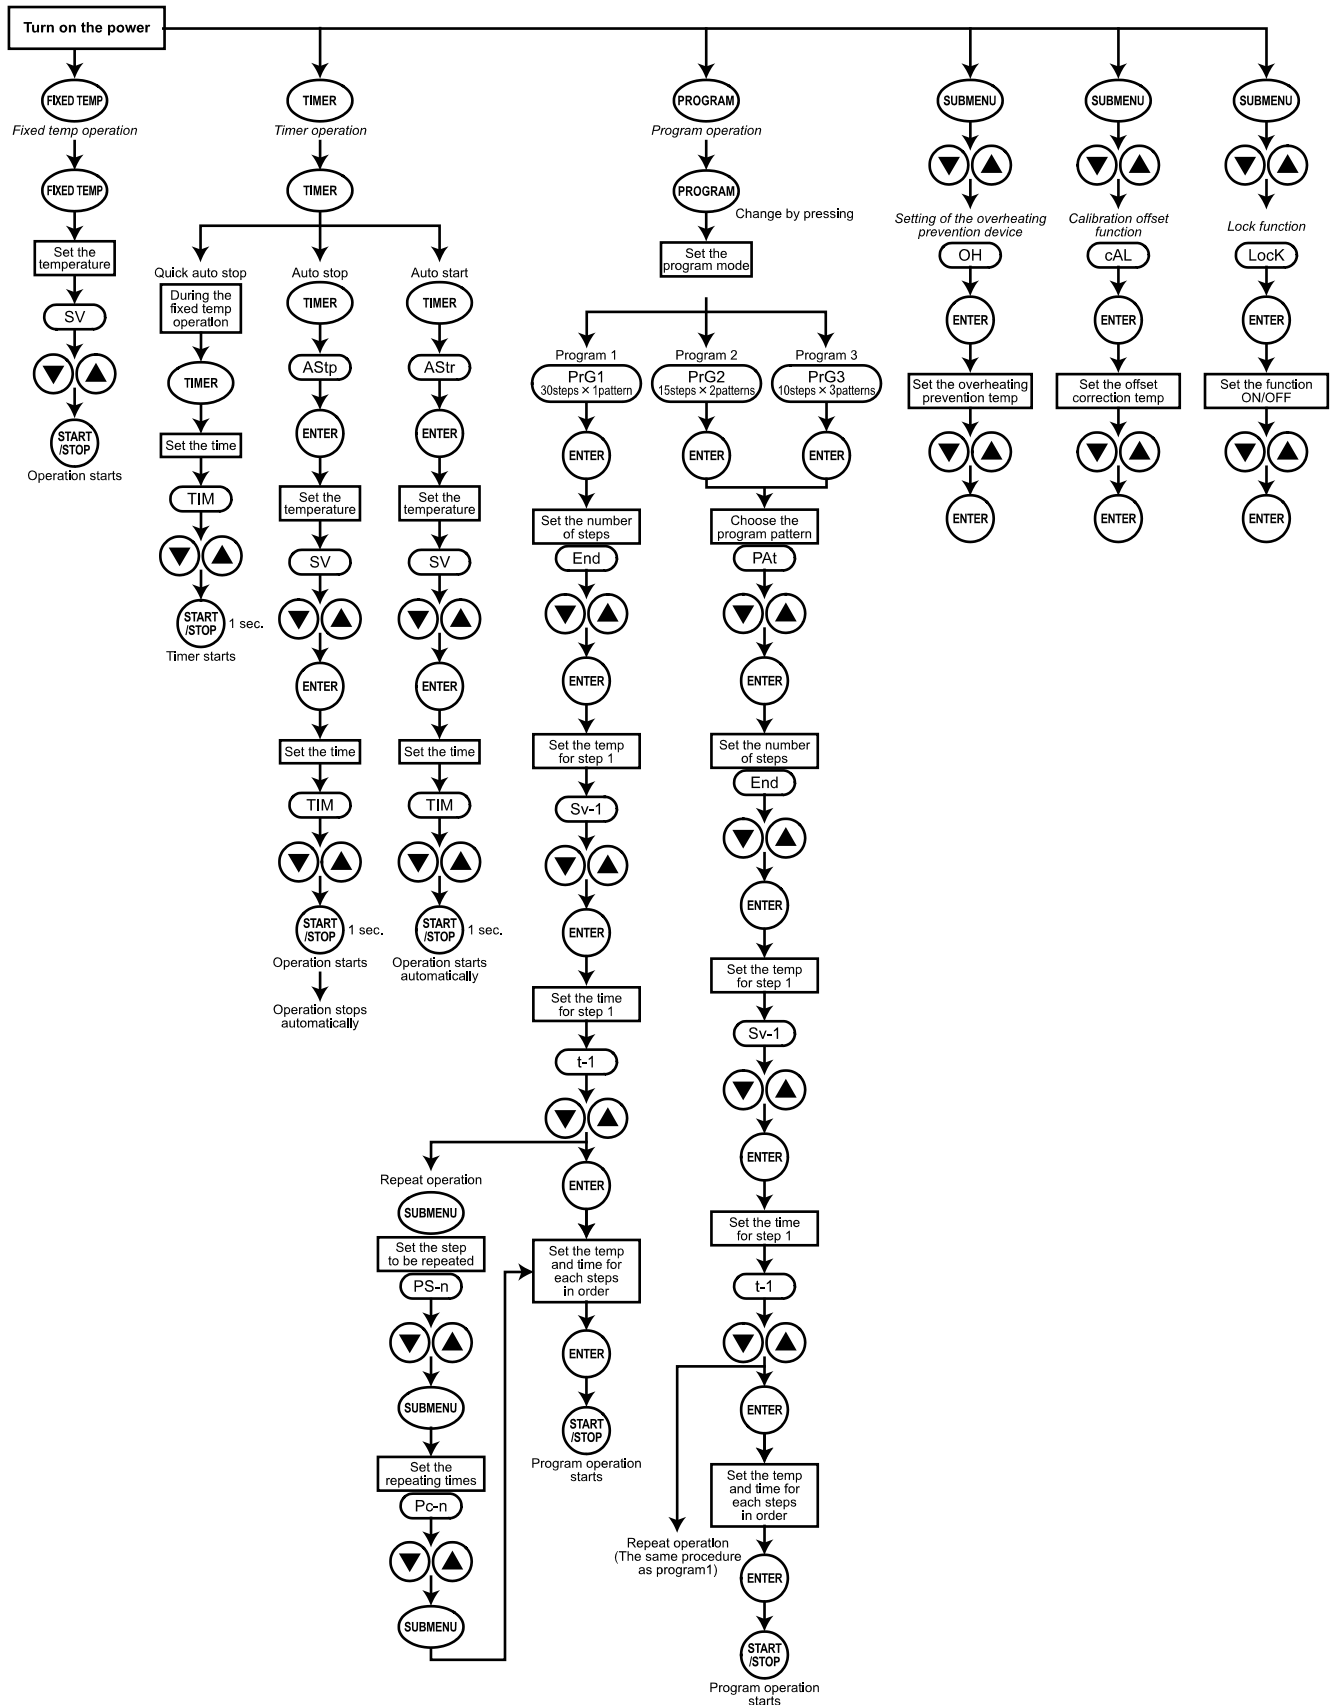 Turn on the power
FIXED TEMP
Fixed temp operation
FIXED TEMP
Set the
temperature
SV
START
/STOP
Operation starts
TIMER
Timer operation
TIMER
Quick auto stop
During the
fixed temp
operation
TIMER
Set the time
TIM
START
/STOP
1 sec.
Timer starts
Auto stop
TIMER
AStp
ENTER
Set the
temperature
SV
ENTER
Set the time
TIM
START
/STOP
1 sec.
Operation starts
Operation stops
automatically
Auto start
TIMER
AStr
ENTER
Set the
temperature
SV
ENTER
Set the time
TIM
START
/STOP
1 sec.
Operation starts
automatically
PROGRAM
Program operation
PROGRAM
Change by pressing
Set the
program mode
Program 1
PrG1
30steps × 1pattern
ENTER
Set the number
of steps
End
ENTER
Set the temp
for step 1
Sv-1
ENTER
Set the time
for step 1
t-1
ENTER
Set the temp
and time for
each steps
in order
ENTER
START
/STOP
Program operation
starts
Repeat operation
SUBMENU
Set the step
to be repeated
PS-n
SUBMENU
Set the
repeating times
Pc-n
SUBMENU
Program 2
PrG2
15steps × 2patterns
ENTER
Program 3
PrG3
10steps × 3patterns
ENTER
Choose the
program pattern
PAt
ENTER
Set the number
of steps
End
ENTER
Set the temp
for step 1
Sv-1
ENTER
Set the time
for step 1
t-1
ENTER
Set the temp
and time for
each steps
in order
ENTER
START
/STOP
Program operation
starts
Repeat operation
(The same procedure
as program1)
SUBMENU
Setting of the overheating
prevention device
OH
ENTER
Set the overheating
prevention temp
ENTER
SUBMENU
Calibration offset
function
cAL
ENTER
Set the offset
correction temp
ENTER
SUBMENU
Lock function
LocK
ENTER
Set the function
ON/OFF
ENTER